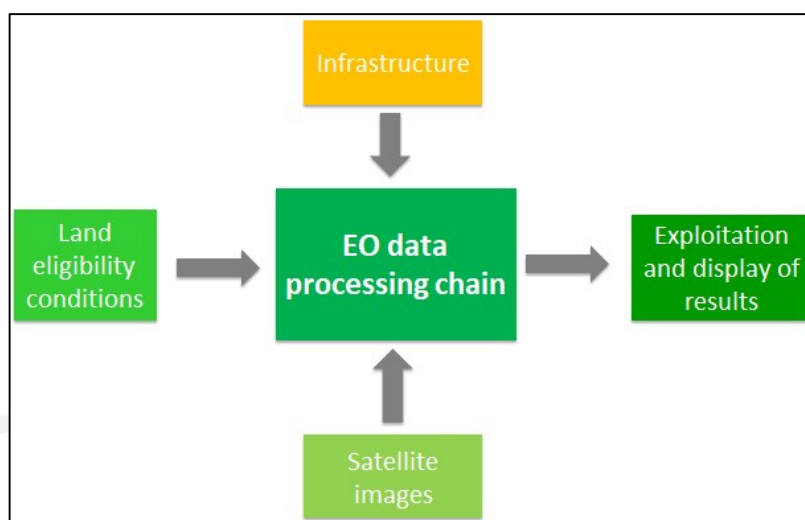 Infrastructure
Land
eligibility
conditions
EO data
processing chain
Exploitation
and display of
results
Satellite
images